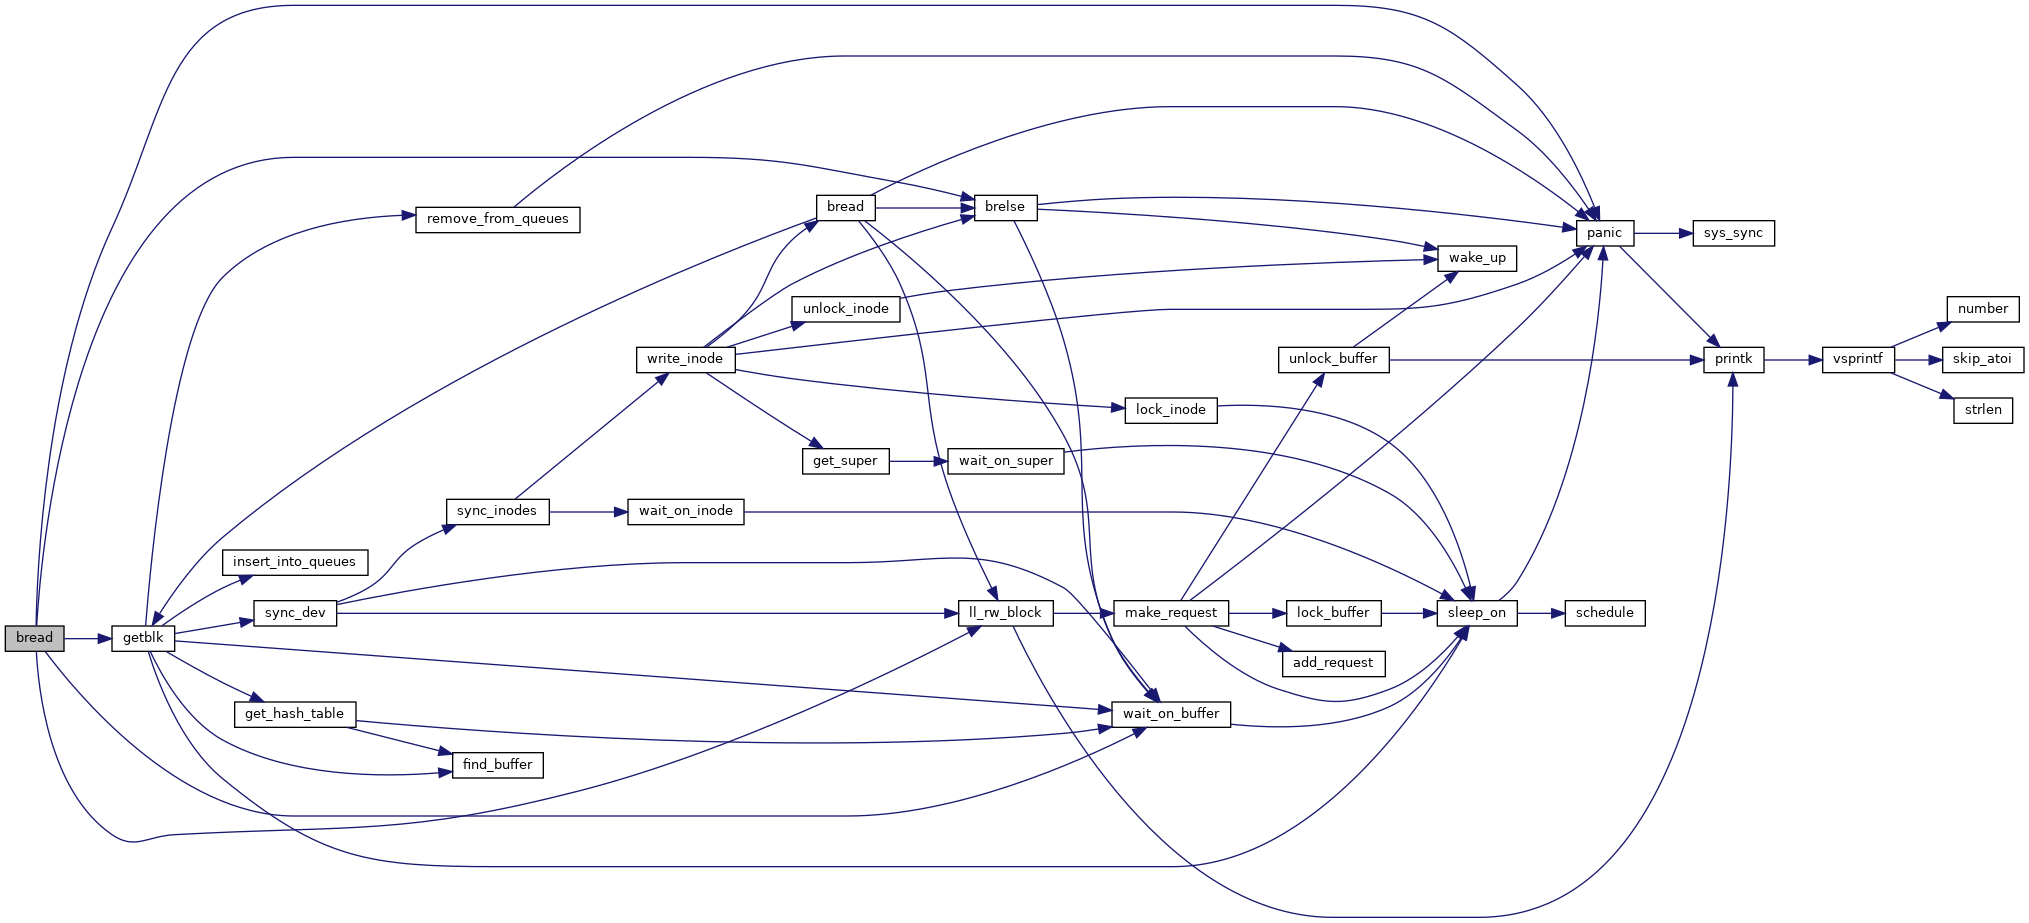 bread
getblk
remove_from_queues
insert_into_queues
sync_dev
get_hash_table
find_buffer
sync_inodes
write_inode
wait_on_inode
bread
unlock_inode
get_super
brelse
wait_on_super
ll_rw_block
lock_inode
make_request
wait_on_buffer
unlock_buffer
lock_buffer
add_request
wake_up
sleep_on
panic
schedule
sys_sync
printk
vsprintf
number
skip_atoi
strlen